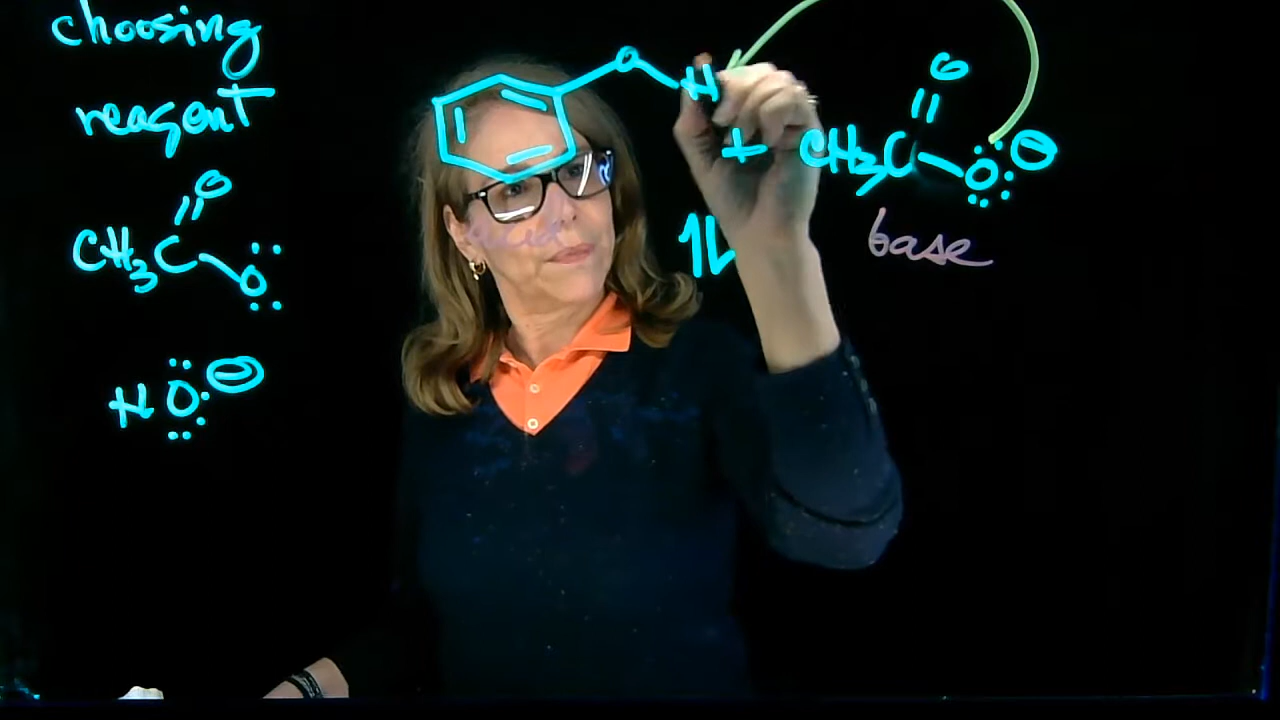 choosing
reagent
O
CH3C O
HO ⊖
O H
+
O
CH3C O ⊖
base